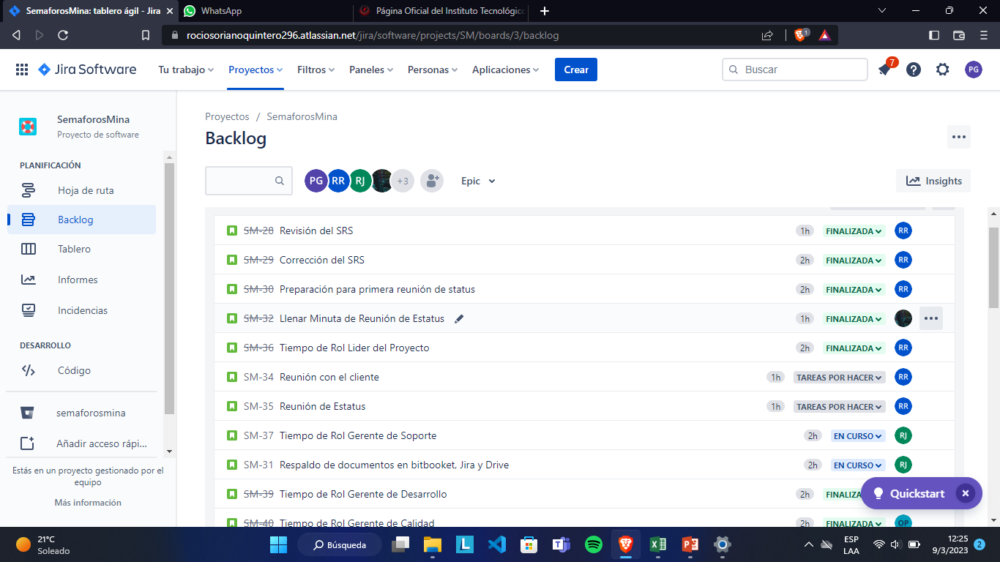 SemaforosMina: tablero ágil - Jira
WhatsApp
Página Oficial del Instituto Tecnológico
rociosorianoquintero296.atlassian.net/jira/software/projects/SM/boards/3/backlog
1
Jira Software
Tu trabajo
Proyectos
Filtros
Paneles
Personas
Aplicaciones
Crear
Buscar
7
PG
SemaforosMina
Proyecto de software
PLANIFICACIÓN
Hoja de ruta
Backlog
Tablero
Informes
Incidencias
DESARROLLO
Código
semaforosmina
Añadir acceso rápi...
Estás en un proyecto gestionado por el
equipo
Más información
Proyectos / SemaforosMina
Backlog
PG RR RJ +3
Epic
Insights
SM-28 Revisión del SRS 1h FINALIZADA RR
SM-29 Corrección del SRS 2h FINALIZADA RR
SM-30 Preparación para primera reunión de status 2h FINALIZADA RR
SM-32 Llenar Minuta de Reunión de Estatus 1h FINALIZADA
SM-36 Tiempo de Rol Lider del Proyecto 2h FINALIZADA RR
SM-34 Reunión con el cliente 1h TAREAS POR HACER RR
SM-35 Reunión de Estatus 1h TAREAS POR HACER RR
SM-37 Tiempo de Rol Gerente de Soporte 2h EN CURSO RJ
SM-31 Respaldo de documentos en bitbooket, Jira y Drive 2h EN CURSO RJ
SM-39 Tiempo de Rol Gerente de Desarrollo 2h
SM-40 Tiempo de Rol Gerente de Calidad 2h FINALIZADA OP
Quickstart
21°C
Soleado
Búsqueda
ESP
LAA
12:25
9/3/2023
2